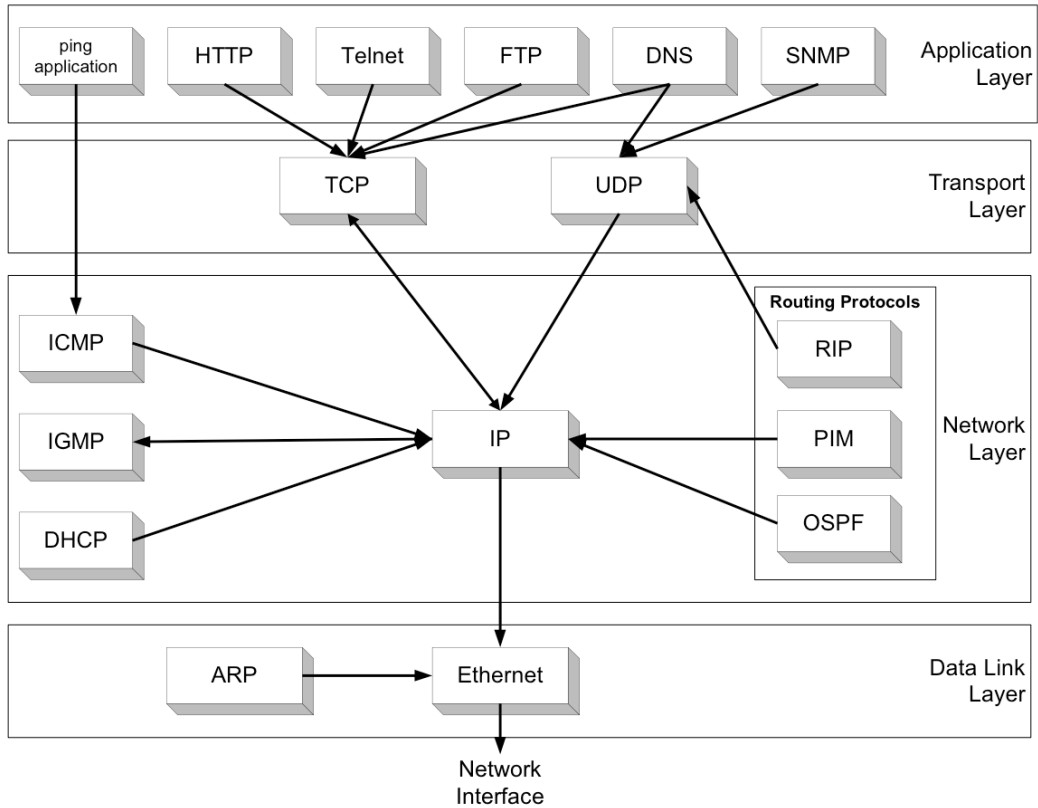 ping
application
HTTP
Telnet
FTP
DNS
SNMP
Application
Layer
TCP
UDP
Transport
Layer
Routing Protocols
ICMP
RIP
IGMP
IP
PIM
Network
Layer
DHCP
OSPF
ARP
Ethernet
Data Link
Layer
Network
Interface